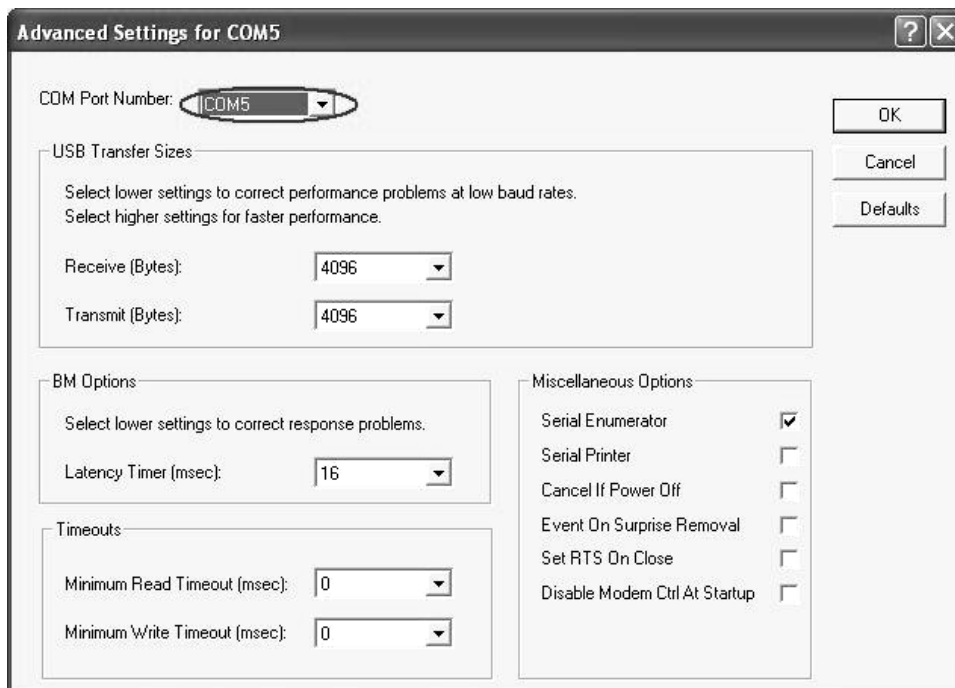 Advanced Settings for COM5
COM Port Number: COM5
OK
Cancel
Defaults
USB Transfer Sizes
Select lower settings to correct performance problems at low baud rates.
Select higher settings for faster performance.
Receive (Bytes): 4096
Transmit (Bytes): 4096
BM Options
Select lower settings to correct response problems.
Latency Timer (msec): 16
Timeouts
Minimum Read Timeout (msec): 0
Minimum Write Timeout (msec): 0
Miscellaneous Options
Serial Enumerator
Serial Printer
Cancel If Power Off
Event On Surprise Removal
Set RTS On Close
Disable Modem Ctrl At Startup